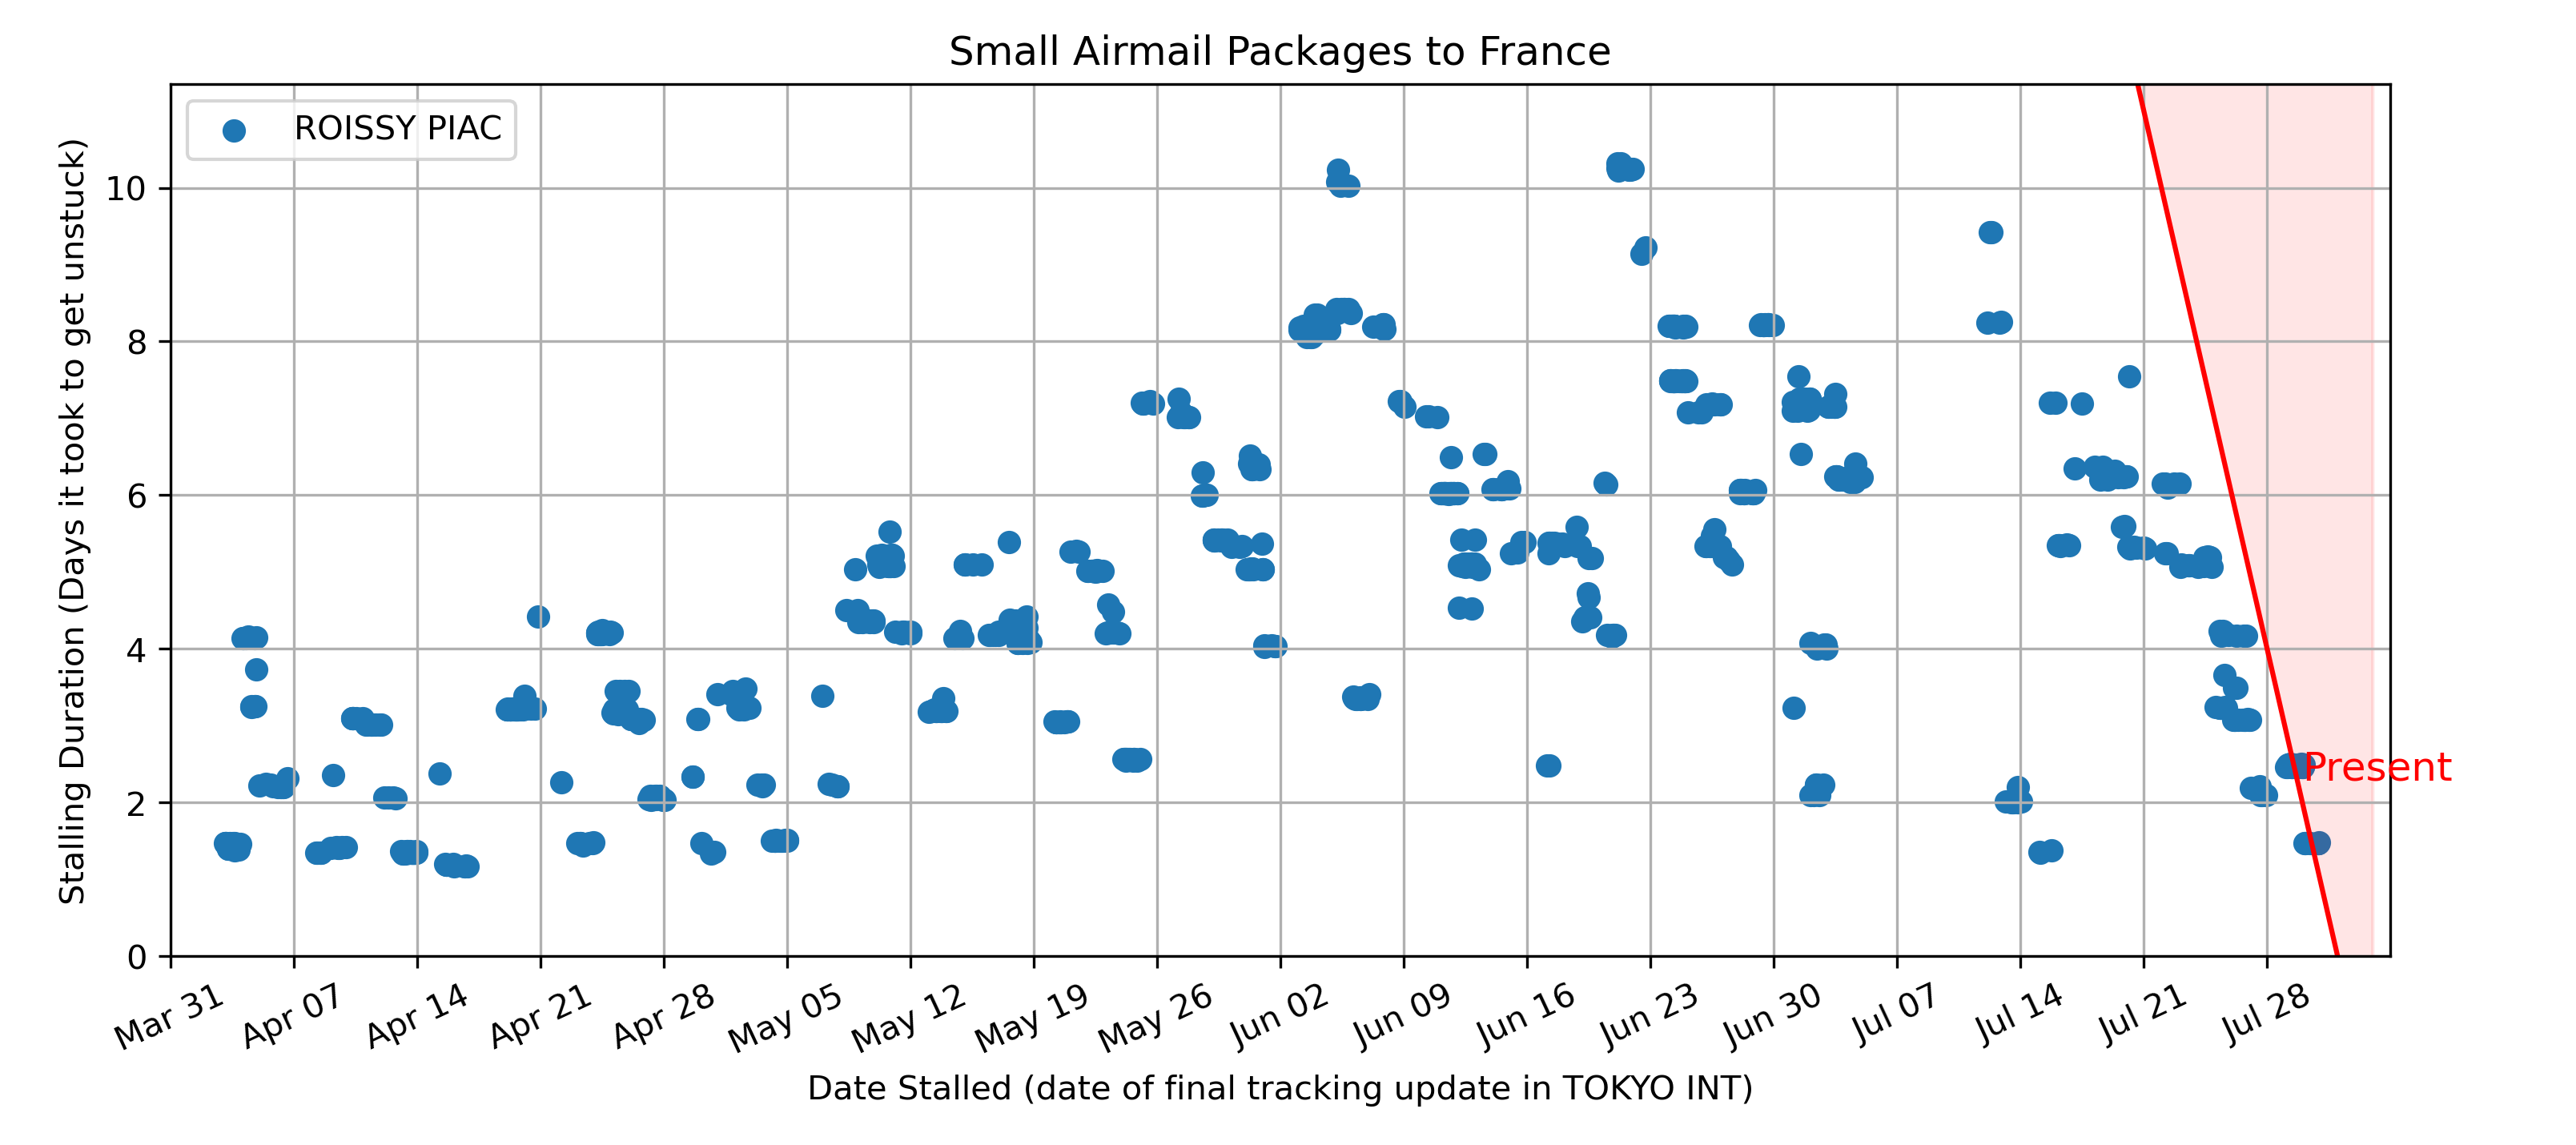 Small Airmail Packages to France
ROISSY PIAC
Stalling Duration (Days it took to get unstuck)
10
8
6
4
2
0
Present
Mar 31
Apr 07
Apr 14
Apr 21
Apr 28
May 05
May 12
May 19
May 26
Jun 02
Jun 09
Jun 16
Jun 23
Jun 30
Jul 07
Jul 14
Jul 21
Jul 28
Date Stalled (date of final tracking update in TOKYO INT)